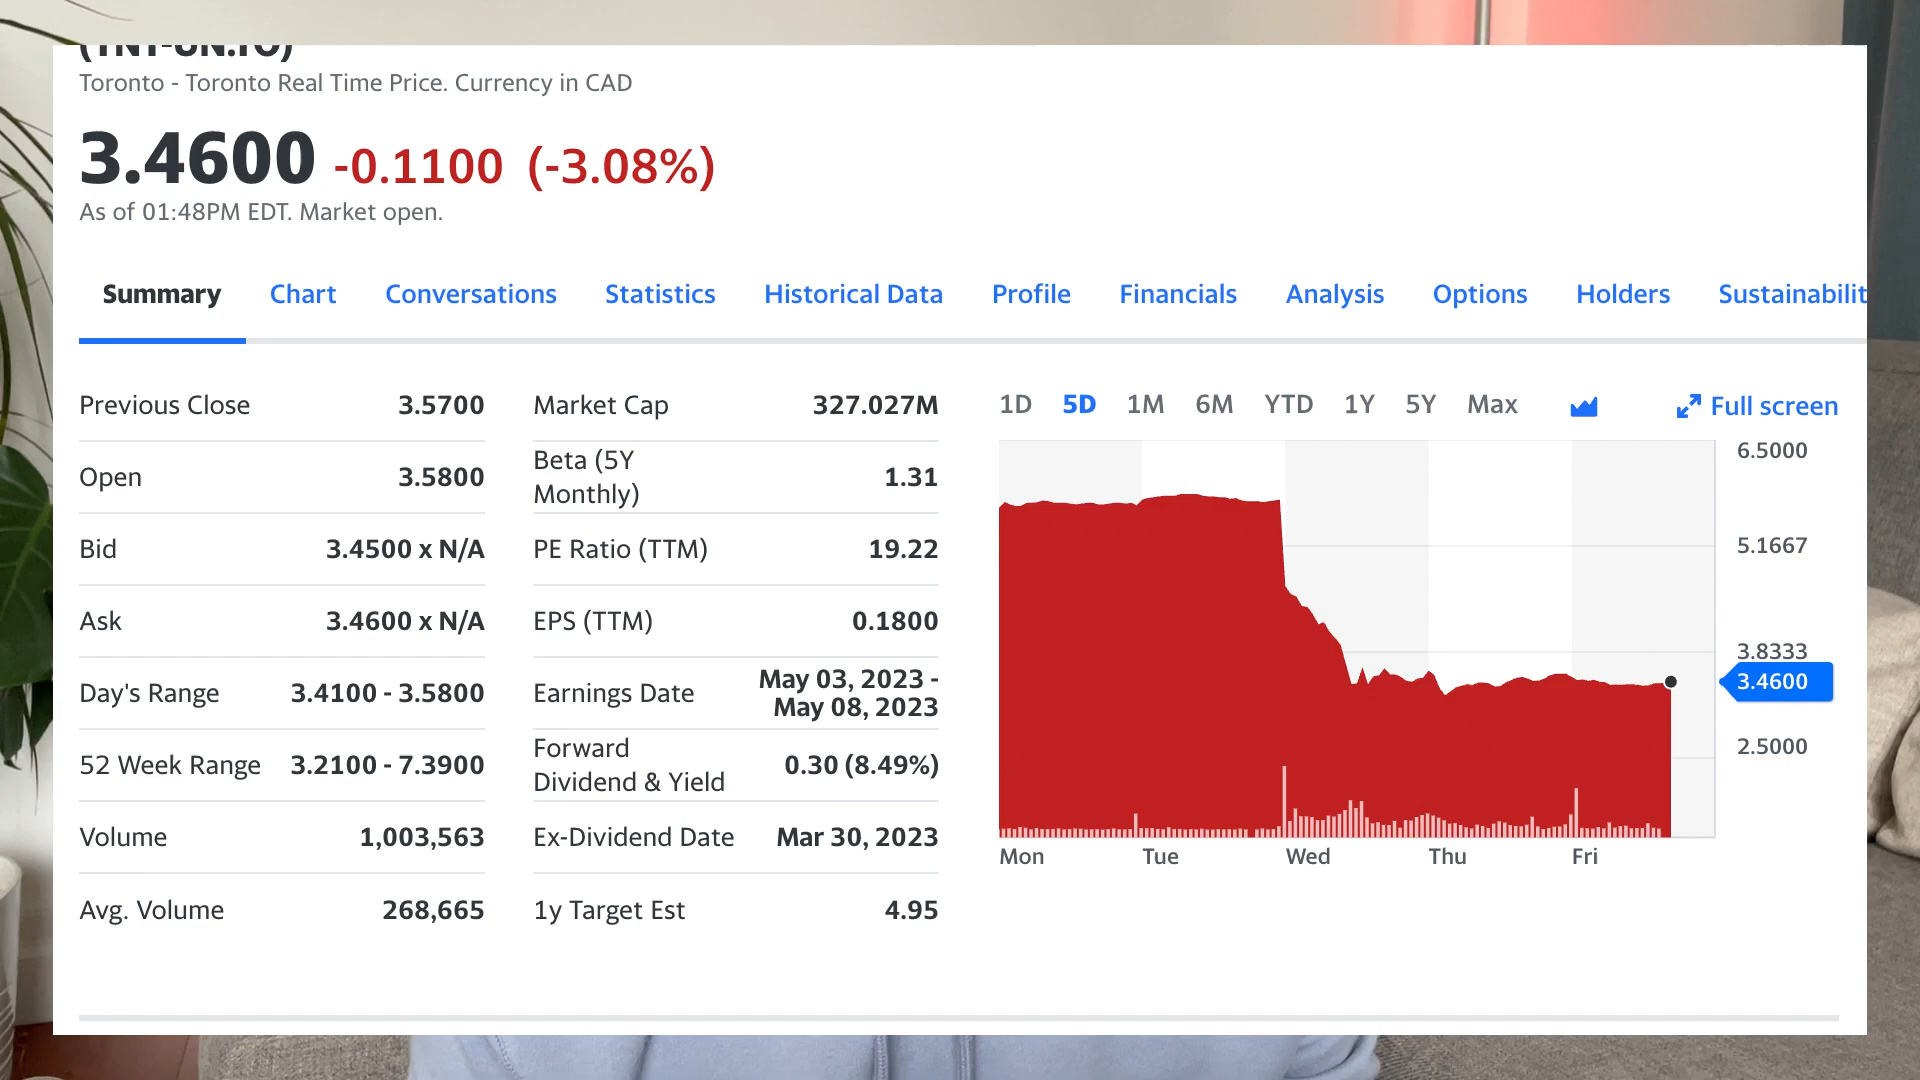 (TNT-UN.TO)
Toronto - Toronto Real Time Price. Currency in CAD
3.4600 -0.1100 (-3.08%)
As of 01:48PM EDT. Market open.
Summary Chart Conversations Statistics Historical Data Profile Financials Analysis Options Holders Sustainabilit
Previous Close 3.5700
Open 3.5800
Bid 3.4500 x N/A
Ask 3.4600 x N/A
Day's Range 3.4100 - 3.5800
52 Week Range 3.2100 - 7.3900
Volume 1,003,563
Avg. Volume 268,665
Market Cap 327.027M
Beta (5Y
Monthly) 1.31
PE Ratio (TTM) 19.22
EPS (TTM) 0.1800
Earnings Date May 03, 2023 -
May 08, 2023
Forward
Dividend & Yield 0.30 (8.49%)
Ex-Dividend Date Mar 30, 2023
1y Target Est 4.95
1D 5D 1M 6M YTD 1Y 5Y Max Full screen
6.5000
5.1667
3.8333
3.4600
2.5000
Mon Tue Wed Thu Fri